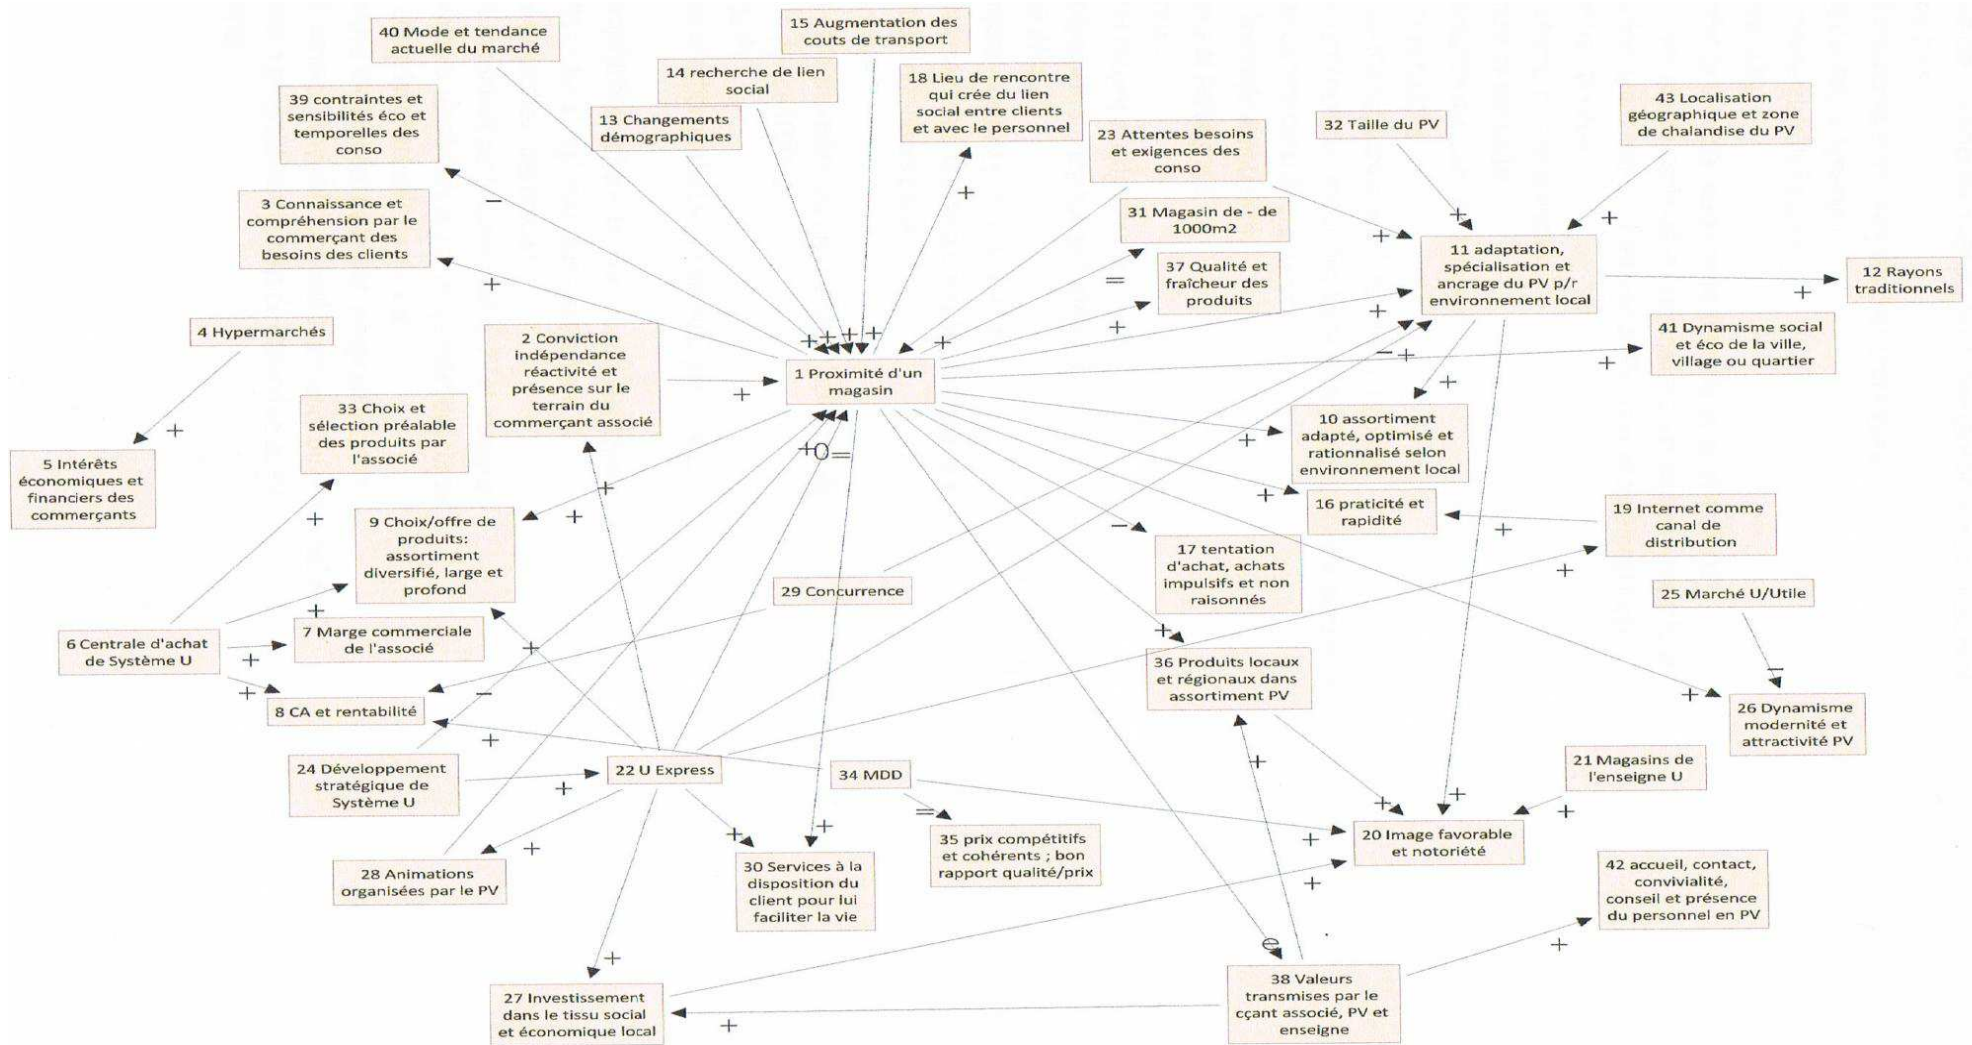 40 Mode et tendance
actuelle du marché
15 Augmentation des
couts de transport
14 recherche de lien
social
18 Lieu de rencontre
qui crée du lien
social entre clients
et avec le personnel
39 contraintes et
sensibilités éco et
temporelles des
conso
13 Changements
démographiques
23 Attentes besoins
et exigences des
conso
32 Taille du PV
43 Localisation
géographique et zone
de chalandise du PV
3 Connaissance et
compréhension par le
commerçant des
besoins des clients
31 Magasin de - de
1000m2
37 Qualité et
fraîcheur des
produits
11 adaptation,
spécialisation et
ancrage du PV p/r
environnement local
12 Rayons
traditionnels
4 Hypermarchés
2 Conviction
indépendance
réactivité et
présence sur le
terrain du
commerçant associé
1 Proximité d'un
magasin
41 Dynamisme social
et éco de la ville,
village ou quartier
33 Choix et
sélection préalable
des produits par
l'associé
10 assortiment
adapté, optimisé et
rationnalisé selon
environnement local
5 Intérêts
économiques et
financiers des
commerçants
16 praticité et
rapidité
19 Internet comme
canal de
distribution
9 Choix/offre de
produits:
assortiment
diversifié, large et
profond
17 tentation
d'achat, achats
impulsifs et non
raisonnés
29 Concurrence
25 Marché U/Utile
6 Centrale d'achat
de Système U
7 Marge commerciale
de l'associé
36 Produits locaux
et régionaux dans
assortiment PV
8 CA et rentabilité
26 Dynamisme
modernité et
attractivité PV
24 Développement
stratégique de
Système U
22 U Express
34 MDD
21 Magasins de
l'enseigne U
35 prix compétitifs
et cohérents ; bon
rapport qualité/prix
20 Image favorable
et notoriété
28 Animations
organisées par le PV
30 Services à la
disposition du
client pour lui
faciliter la vie
42 accueil, contact,
convivialité,
conseil et présence
du personnel en PV
27 Investissement
dans le tissu social
et économique local
38 Valeurs
transmises par le
cçant associé, PV et
enseigne